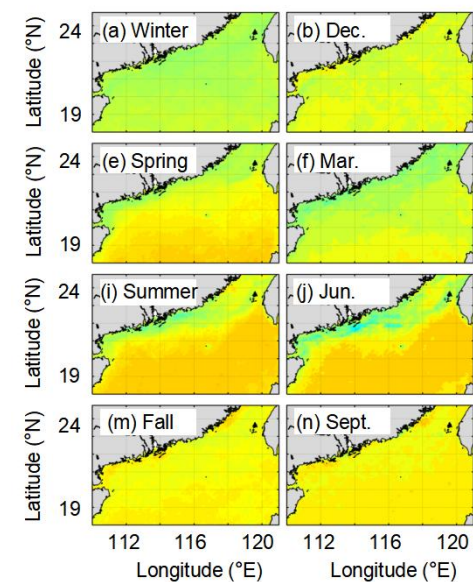 (a) Winter
(b) Dec.
24
19
Latitude (°N)
(e) Spring
(f) Mar.
24
19
Latitude (°N)
(i) Summer
(j) Jun.
24
19
Latitude (°N)
(m) Fall
(n) Sept.
24
19
Latitude (°N)
112 116 120 112 116 120
Longitude (°E) Longitude (°E)